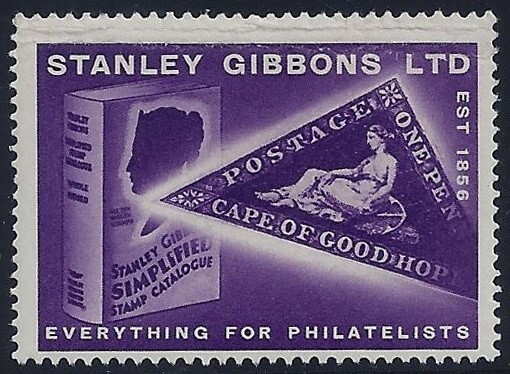 STANLEY GIBBONS LTD
EST 1856
POSTAGE
ONE PEN
CAPE OF GOOD HOP
STANLEY GIBB
SIMPLIFIED
STAMP CATALOGUE
EVERYTHING FOR PHILATELISTS